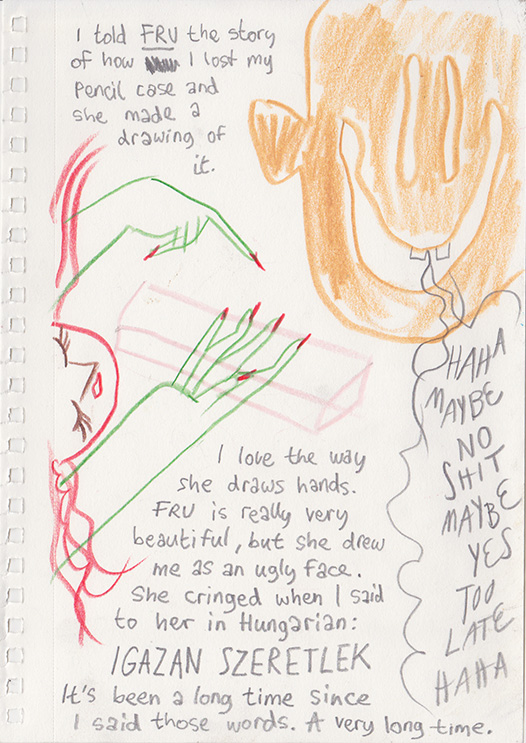 I told FRU the story
of how I lost my
pencil case and
she made a
drawing of
it.
HAHA
MAYBE
NO
SHIT
MAYBE
YES
TOO
LATE
HAHA
I love the way
she draws hands.
FRU is really very
beautiful, but she drew
me as an ugly face.
She cringed when I said
to her in Hungarian:
IGAZAN SZERETLEK
It's been a long time since
I said those words. A very long time.